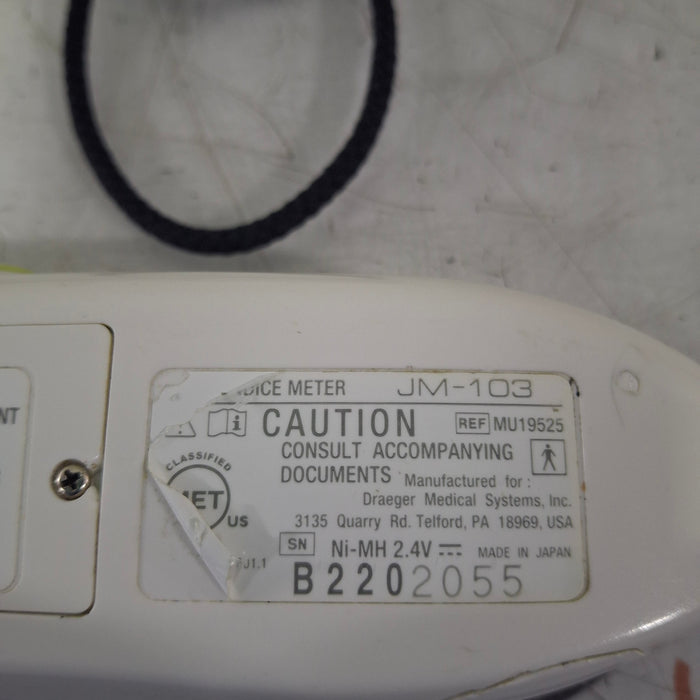 DICE METER JM-103
CAUTION REF MU19525
CONSULT ACCOMPANYING
DOCUMENTS Manufactured for :
Draeger Medical Systems, Inc.
3135 Quarry Rd. Telford, PA 18969, USA
CLASSIFIED
MET
US
SN Ni-MH 2.4V MADE IN JAPAN
B2202055
NT